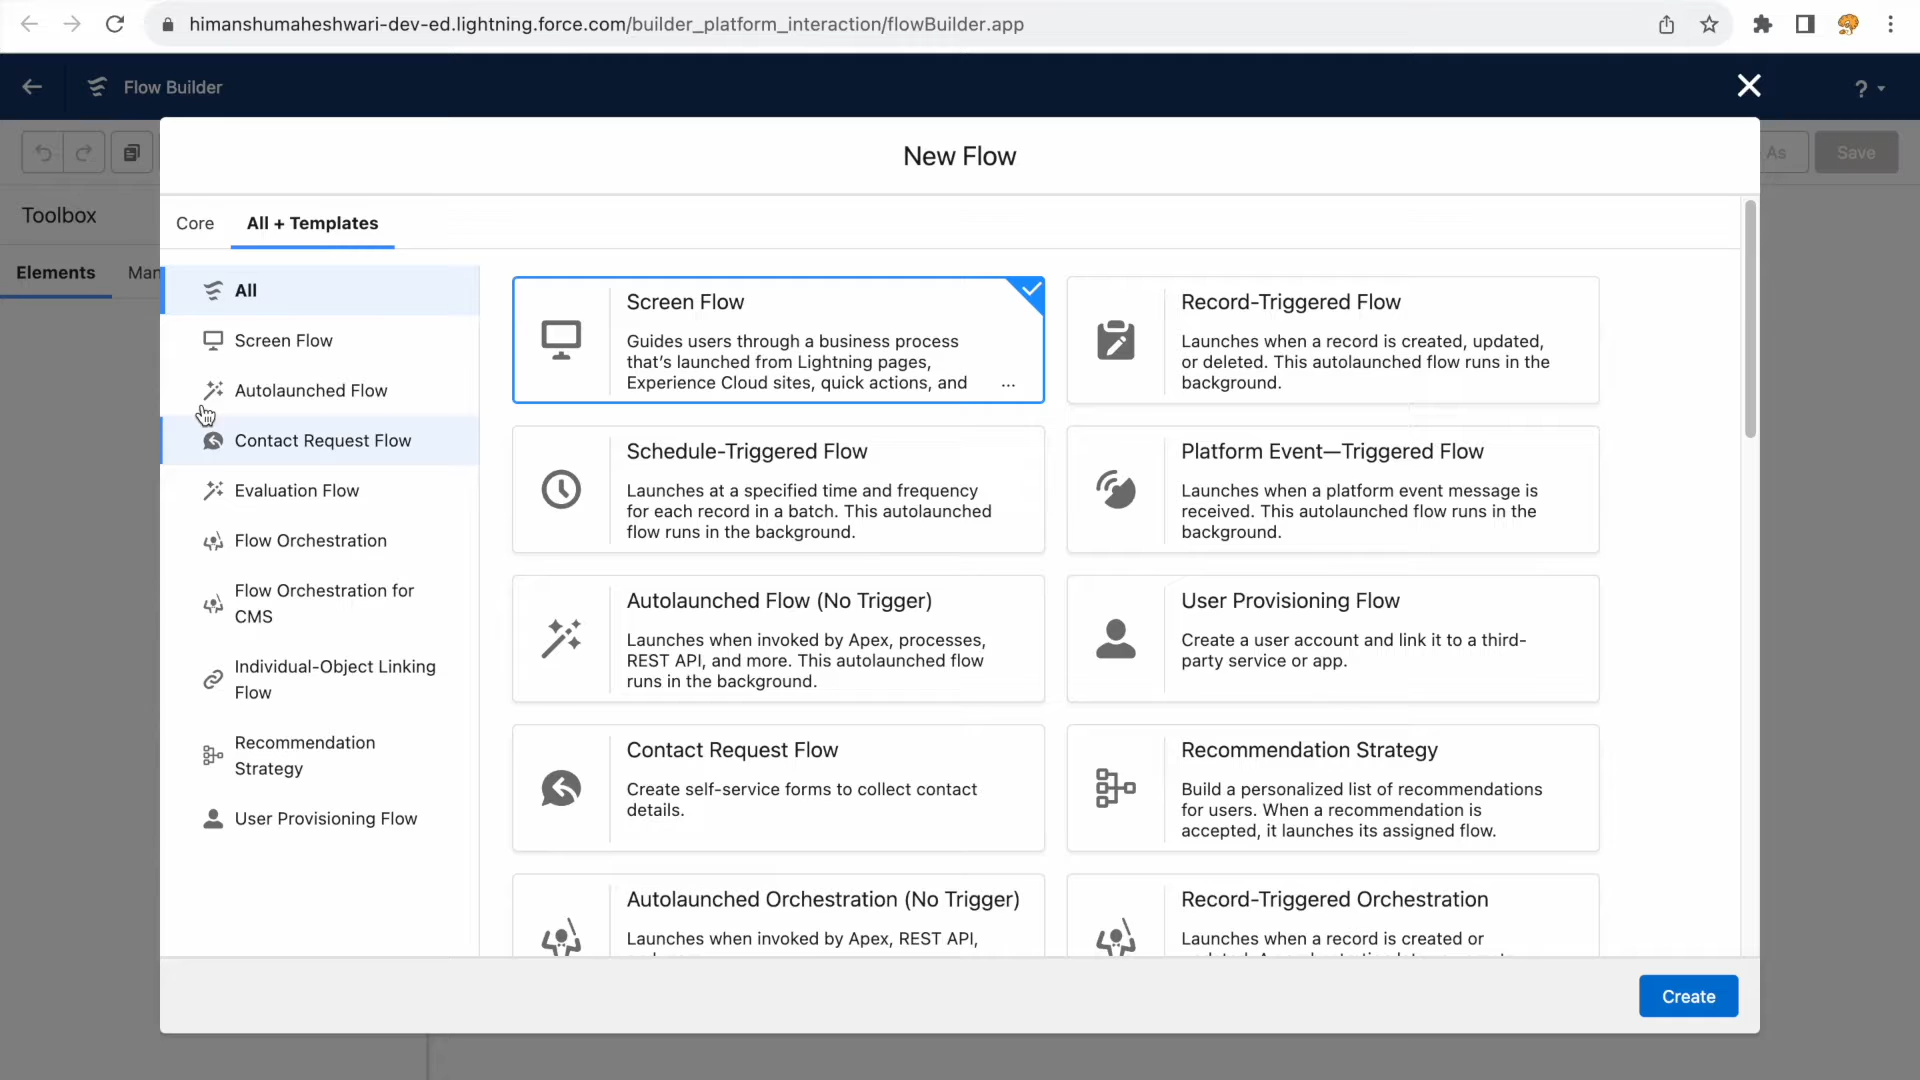 himanshumaheshwari-dev-ed.lightning.force.com/builder_platform_interaction/flowBuilder.app
Flow Builder
?
As
Save
New Flow
Toolbox
Core
All + Templates
Elements
Man
All
Screen Flow
Autolaunched Flow
Contact Request Flow
Evaluation Flow
Flow Orchestration
Flow Orchestration for
CMS
Individual-Object Linking
Flow
Recommendation
Strategy
User Provisioning Flow
Screen Flow
Guides users through a business process
that's launched from Lightning pages,
Experience Cloud sites, quick actions, and ...
Record-Triggered Flow
Launches when a record is created, updated,
or deleted. This autolaunched flow runs in the
background.
Schedule-Triggered Flow
Launches at a specified time and frequency
for each record in a batch. This autolaunched
flow runs in the background.
Platform Event—Triggered Flow
Launches when a platform event message is
received. This autolaunched flow runs in the
background.
Autolaunched Flow (No Trigger)
Launches when invoked by Apex, processes,
REST API, and more. This autolaunched flow
runs in the background.
User Provisioning Flow
Create a user account and link it to a third-
party service or app.
Contact Request Flow
Create self-service forms to collect contact
details.
Recommendation Strategy
Build a personalized list of recommendations
for users. When a recommendation is
accepted, it launches its assigned flow.
Autolaunched Orchestration (No Trigger)
Launches when invoked by Apex, REST API,
Record-Triggered Orchestration
Launches when a record is created or
Create